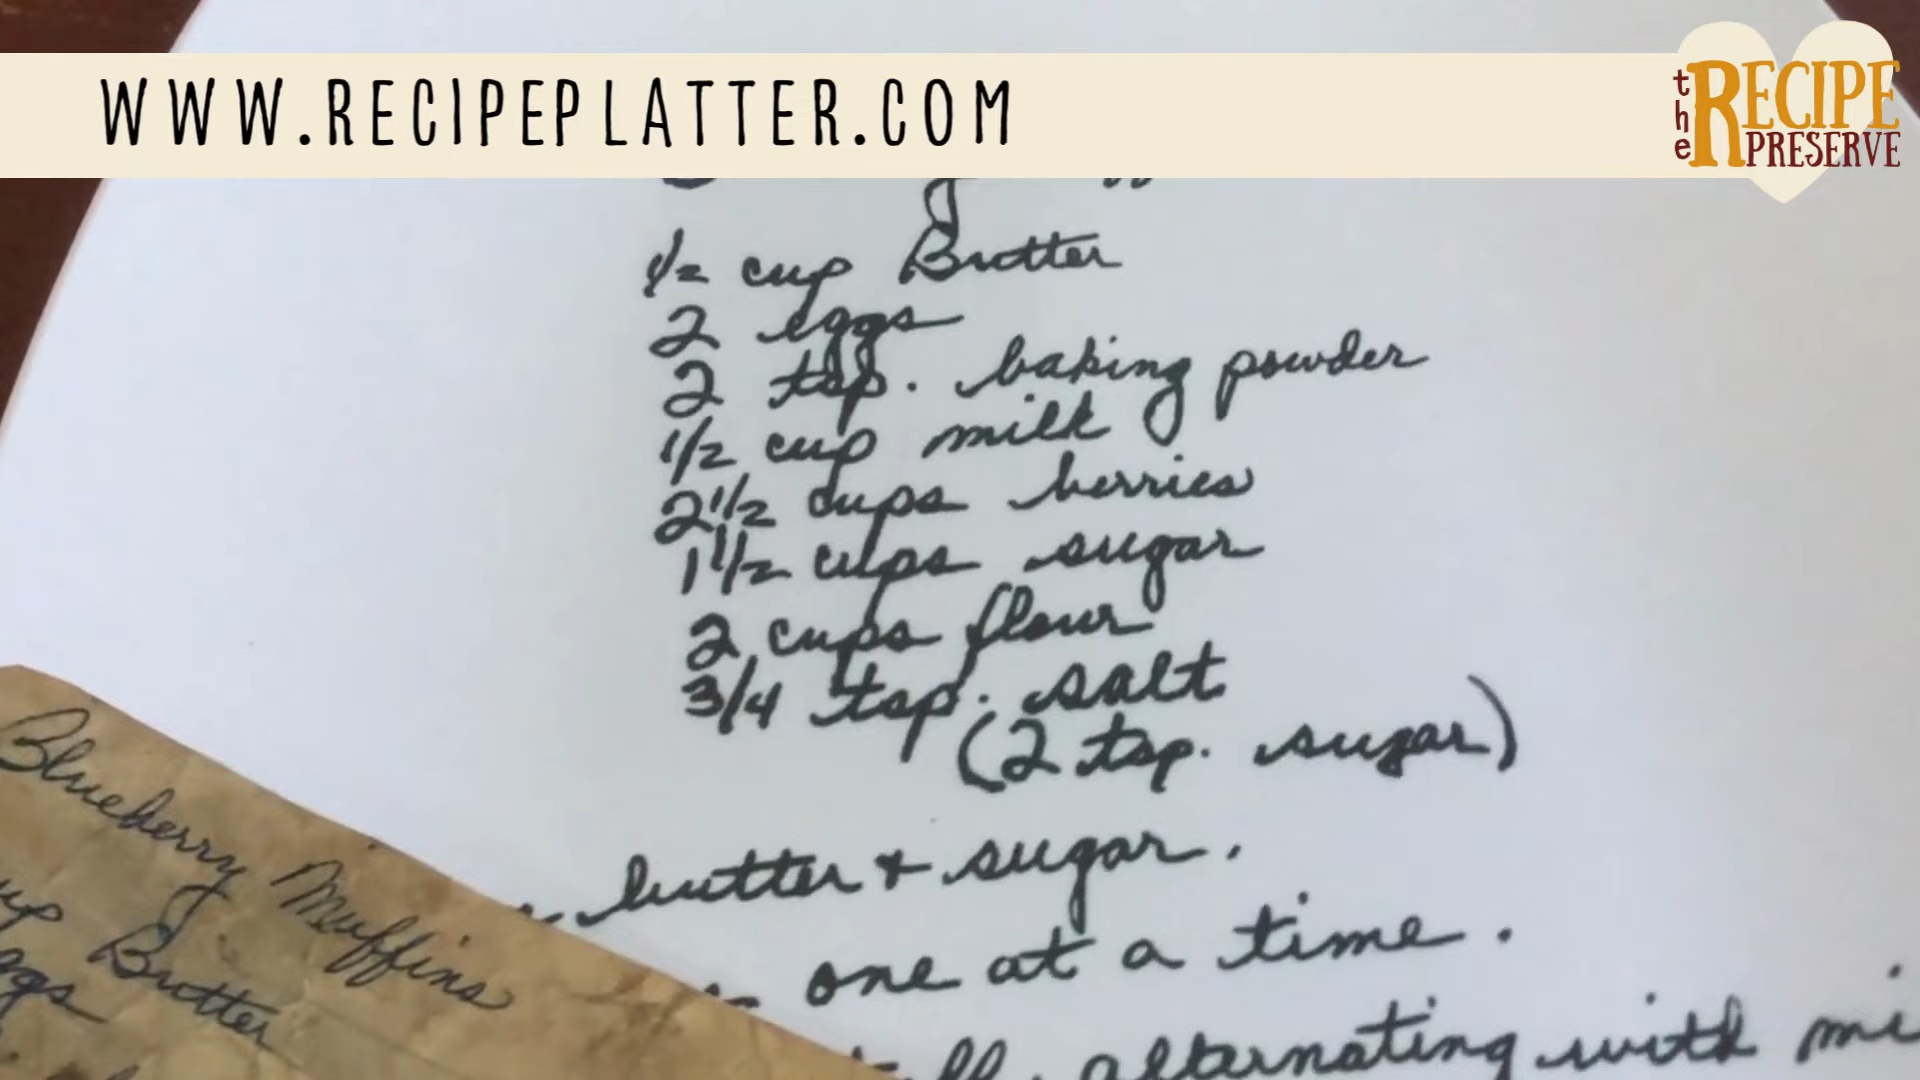 WWW.RECIPEPLATTER.COM
the RECIPE PRESERVE
1/2 cup Butter
2 eggs
2 tsp. baking powder
1/2 cup milk
2 1/2 cups berries
1 1/2 cups sugar
2 cups flour
3/4 tsp. salt
(2 tsp. sugar)
butter & sugar.
one at a time.
alternating with
Blueberry Muffins
Butter